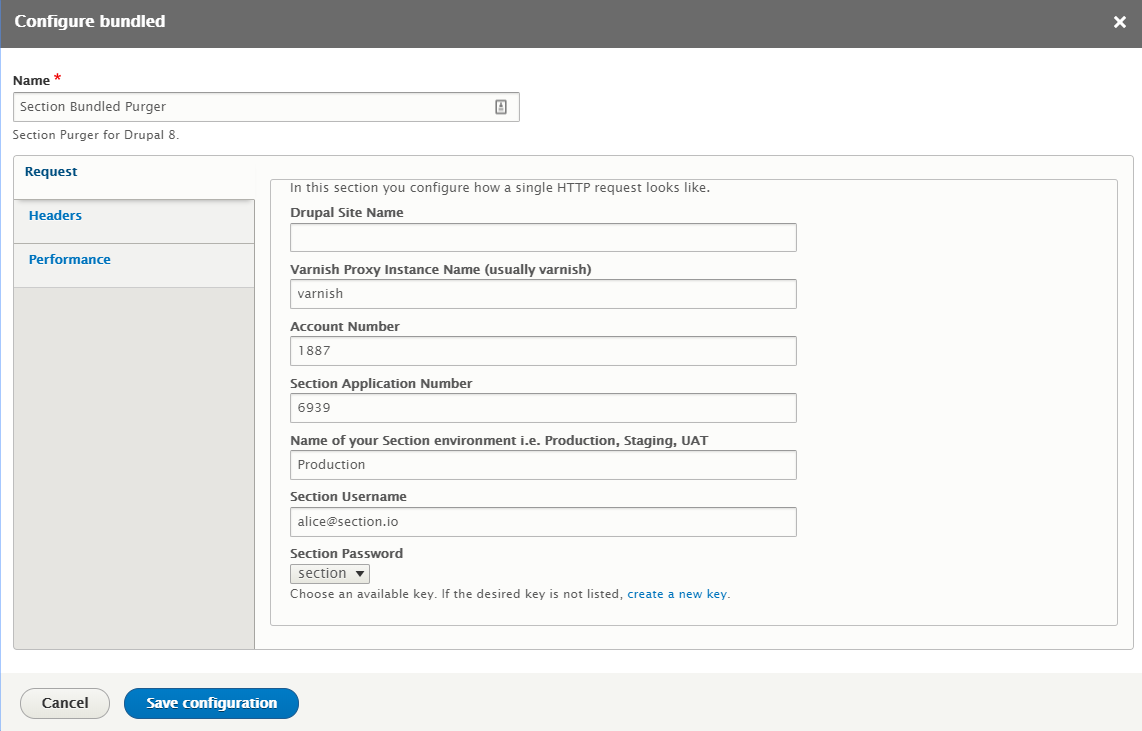 Configure bundled
Name *
Section Bundled Purger
Section Purger for Drupal 8.
Request
Headers
Performance
In this section you configure how a single HTTP request looks like.
Drupal Site Name
Varnish Proxy Instance Name (usually varnish)
varnish
Account Number
1887
Section Application Number
6939
Name of your Section environment i.e. Production, Staging, UAT
Production
Section Username
alice@section.io
Section Password
section
Choose an available key. If the desired key is not listed, create a new key.
Cancel
Save configuration